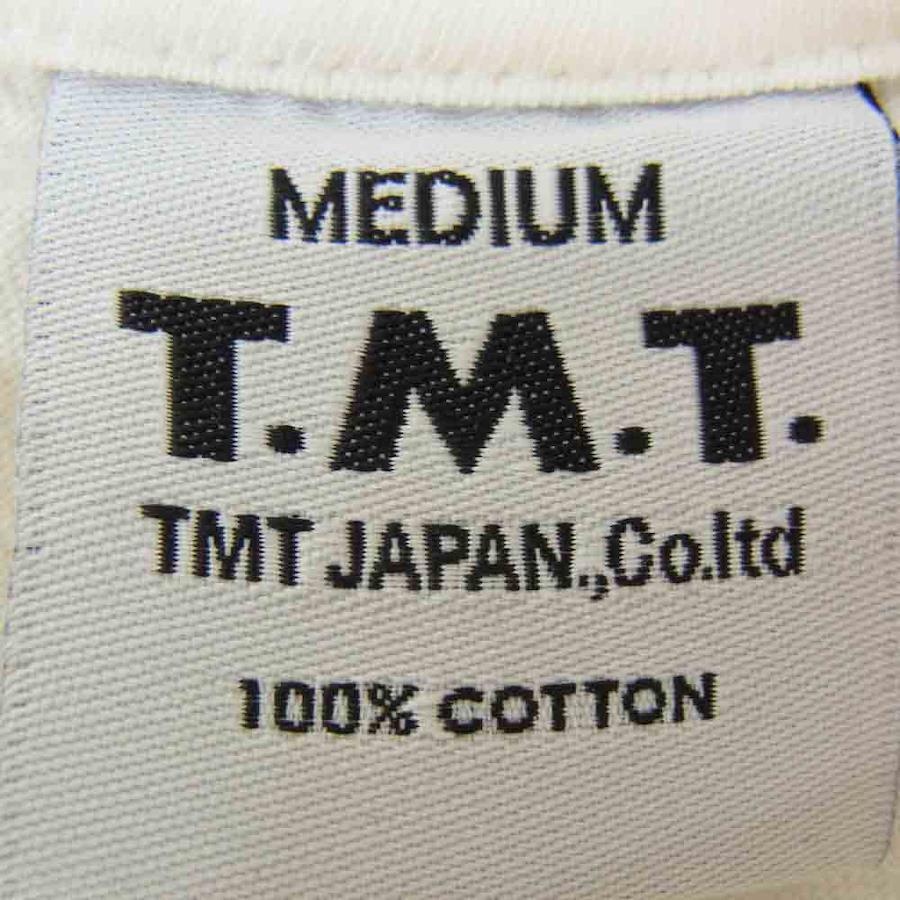 MEDIUM
T.M.T.
TMT JAPAN.,Co.ltd
100% COTTON